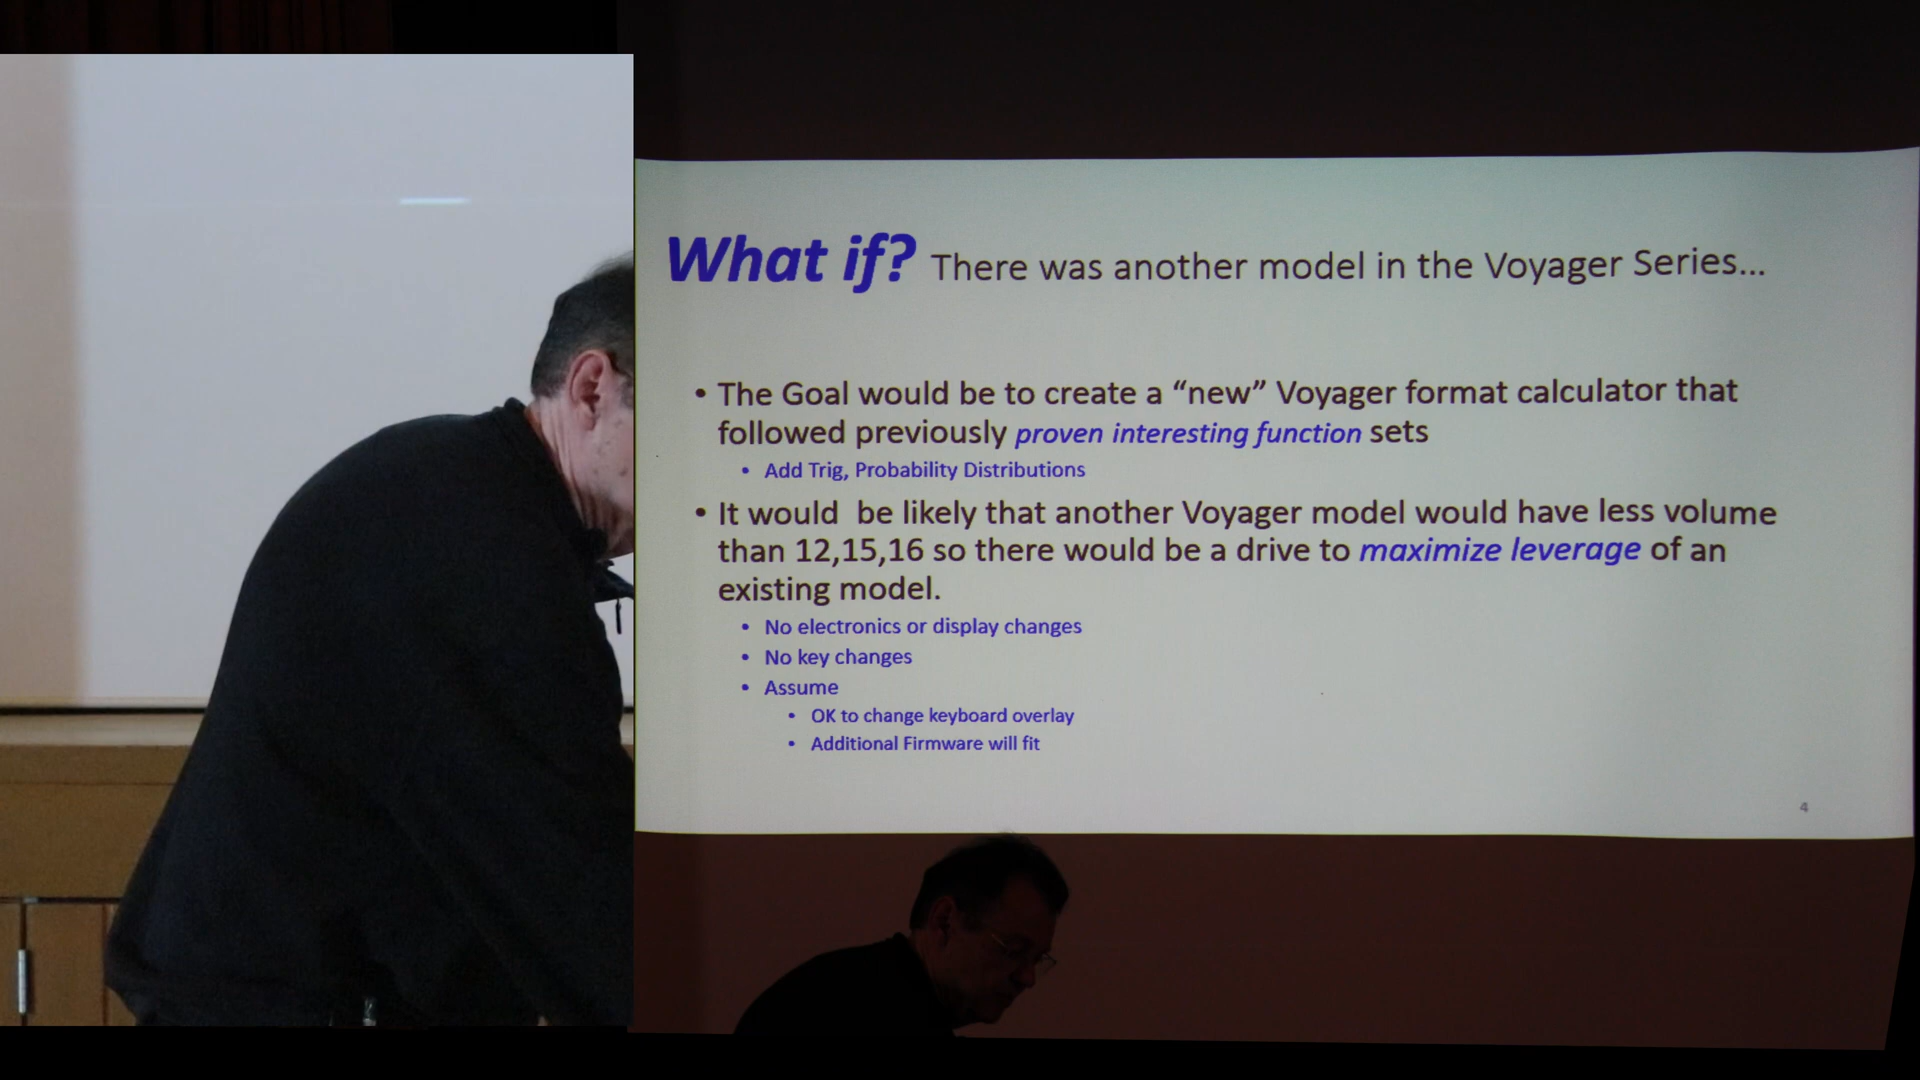 What if? There was another model in the Voyager Series...
• The Goal would be to create a “new” Voyager format calculator that
followed previously proven interesting function sets
• Add Trig, Probability Distributions
• It would be likely that another Voyager model would have less volume
than 12,15,16 so there would be a drive to maximize leverage of an
existing model.
• No electronics or display changes
• No key changes
• Assume
• OK to change keyboard overlay
• Additional Firmware will fit
4